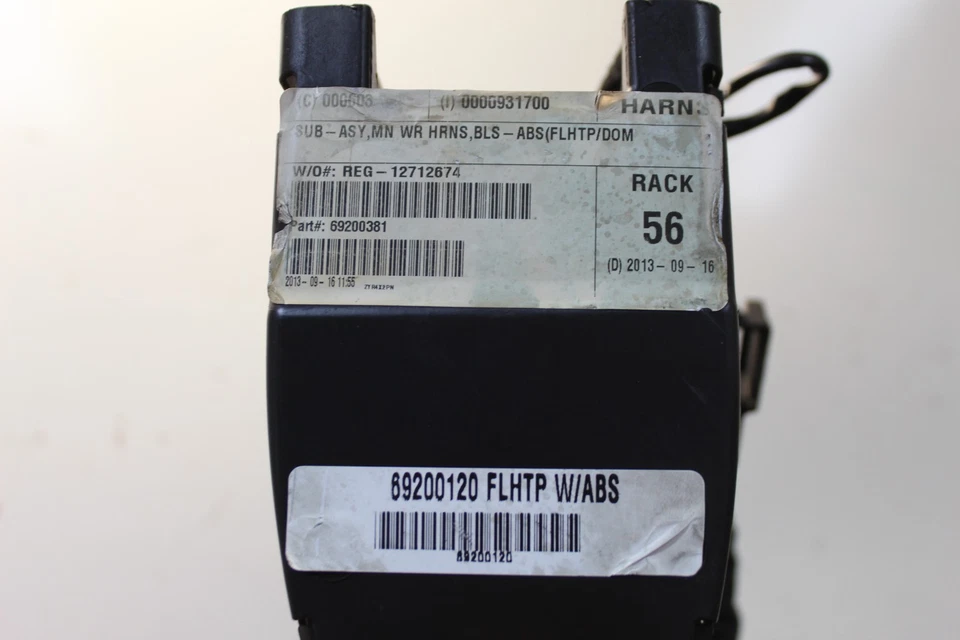 (C) 000603 (I) 0000931700 HARN
SUB-ASY,MN WR HRNS,BLS-ABS(FLHTP/DOM
W/O#: REG-12712674
RACK
Part#: 69200381
56
(D) 2013-09-16
2013-09-16 11:55
69200120 FLHTP W/ABS
69200120